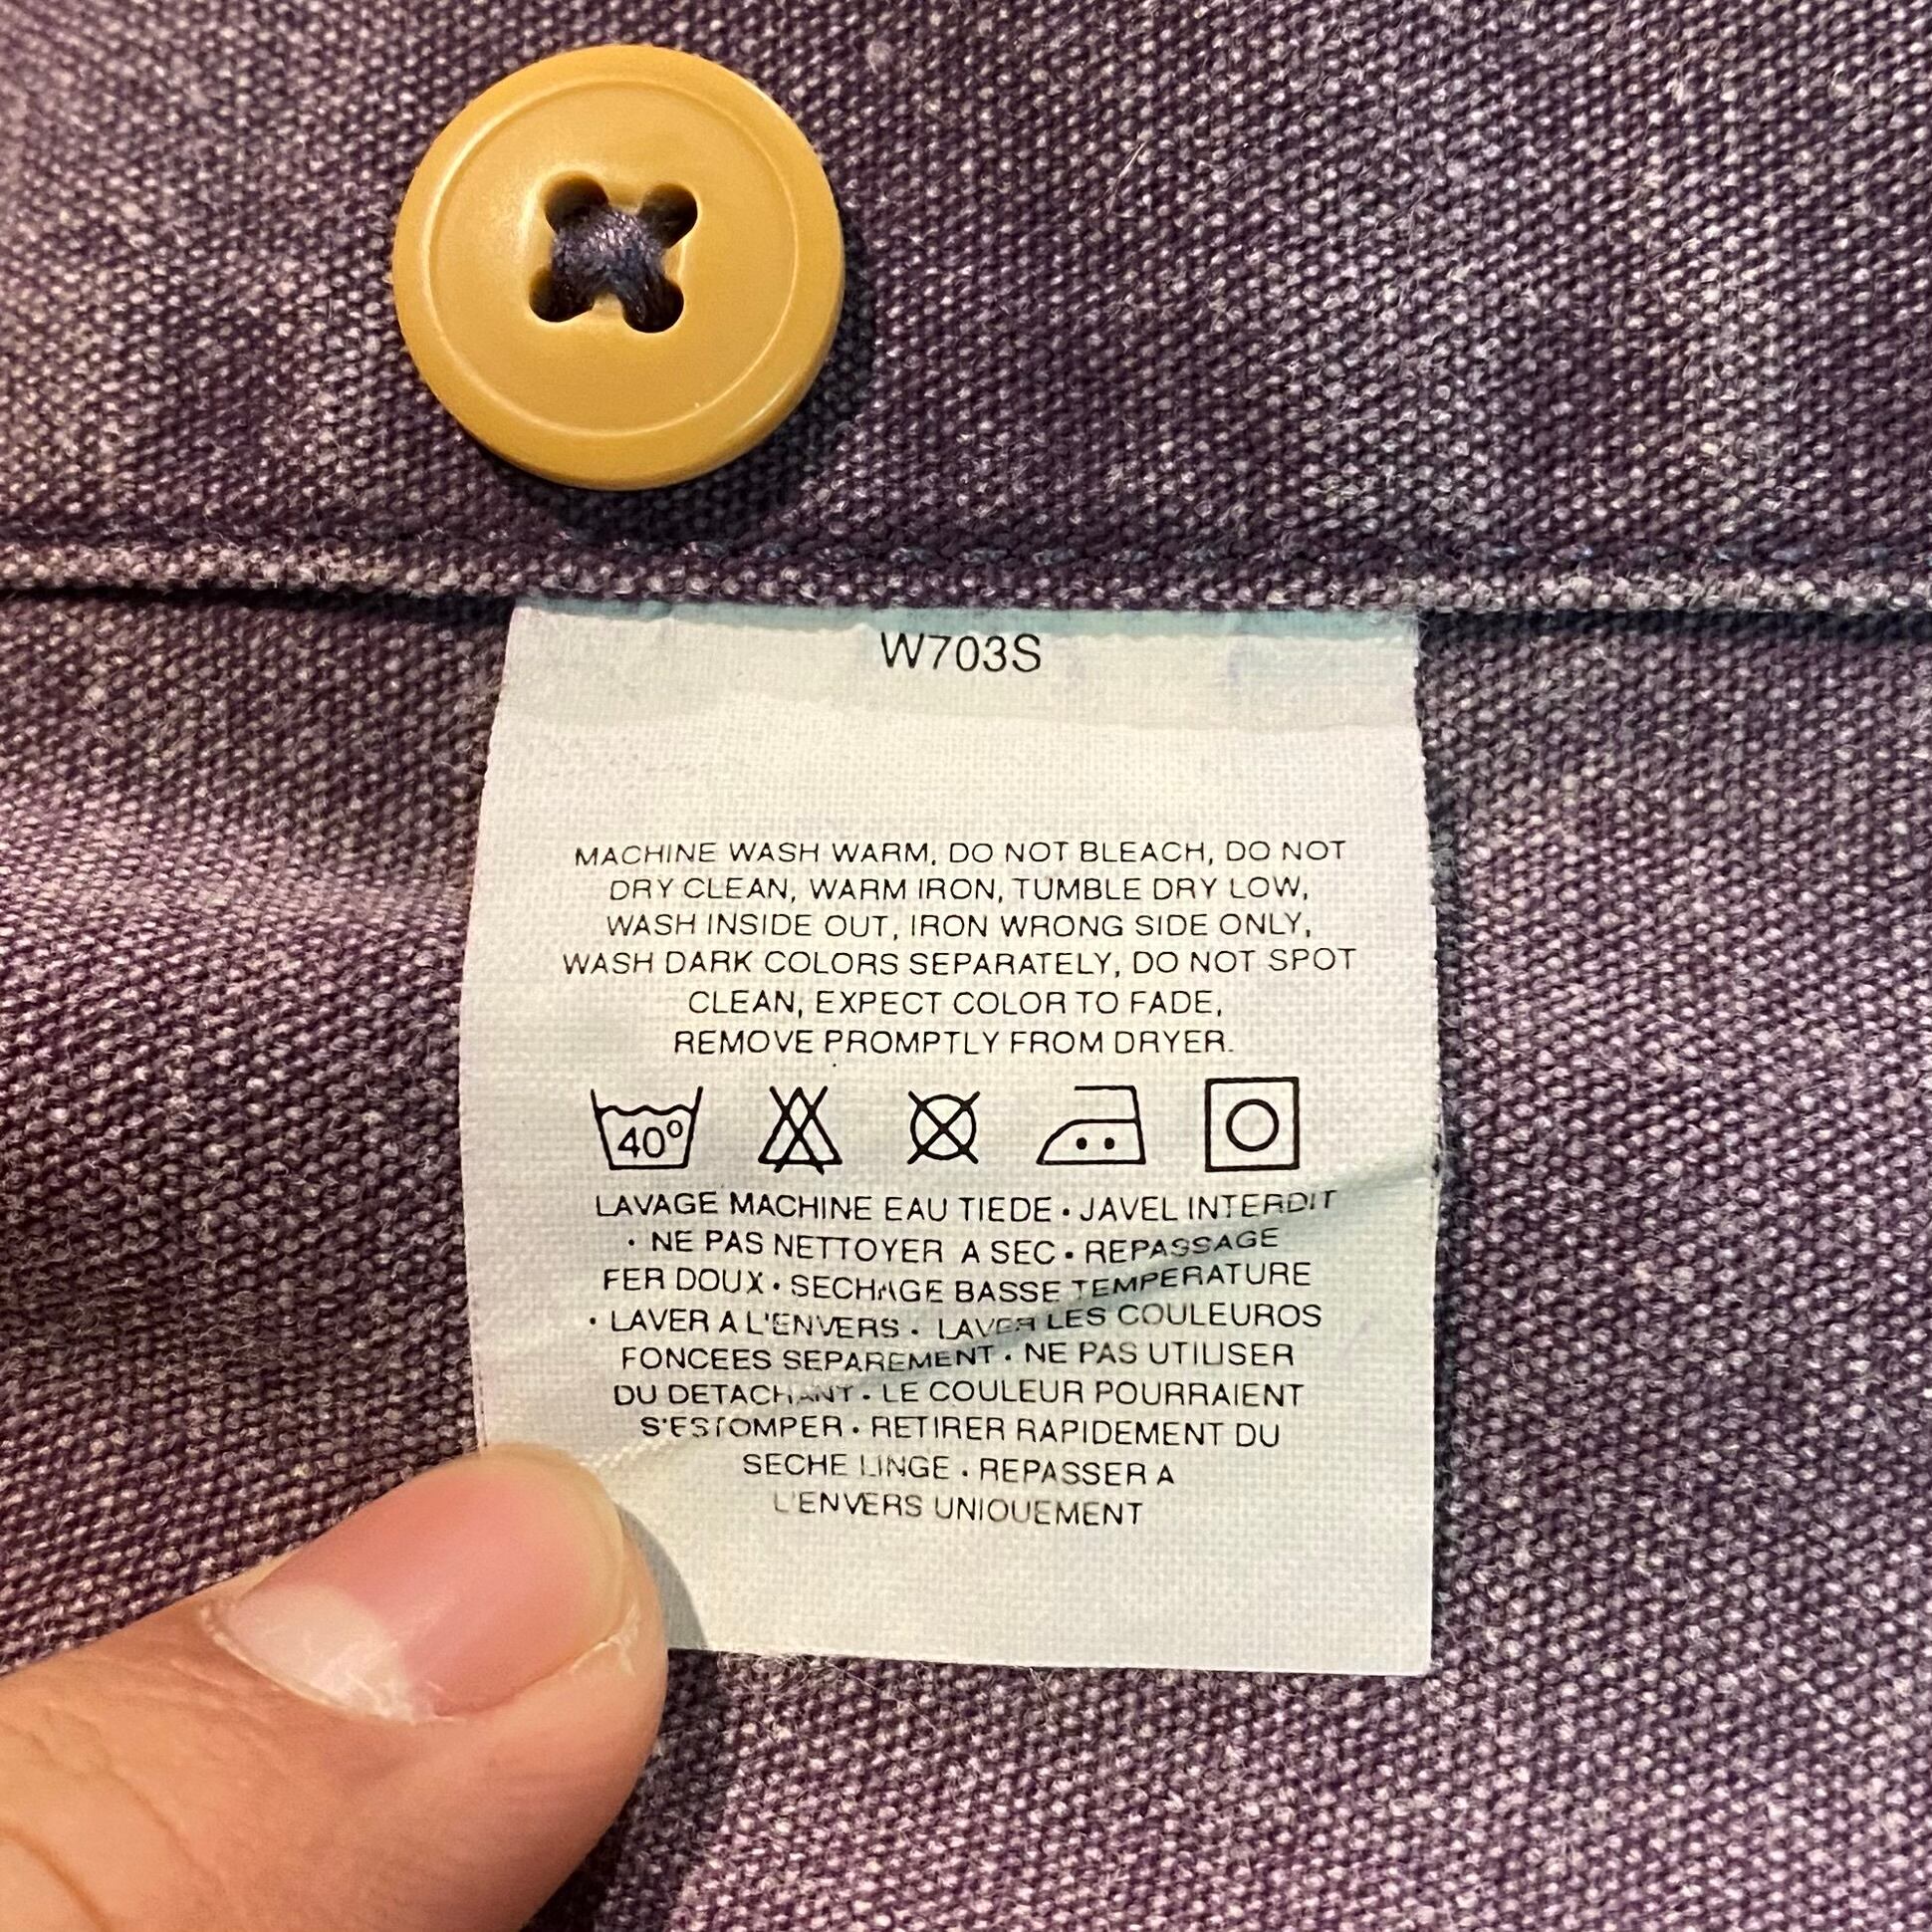 W703S
MACHINE WASH WARM, DO NOT BLEACH, DO NOT
DRY CLEAN, WARM IRON, TUMBLE DRY LOW,
WASH INSIDE OUT, IRON WRONG SIDE ONLY,
WASH DARK COLORS SEPARATELY, DO NOT SPOT
CLEAN, EXPECT COLOR TO FADE,
REMOVE PROMPTLY FROM DRYER.
40º
LAVAGE MACHINE EAU TIEDE • JAVEL INTERDIT
• NE PAS NETTOYER A SEC • REPASSAGE
FER DOUX • SECHAGE BASSE TEMPERATURE
• LAVER A L'ENVERS • LAVER LES COULEUROS
FONCEES SEPAREMENT • NE PAS UTILISER
DU DETACHANT • LE COULEUR POURRAIENT
S'ESTOMPER • RETIRER RAPIDEMENT DU
SECHE LINGE • REPASSER A
L'ENVERS UNIQUEMENT